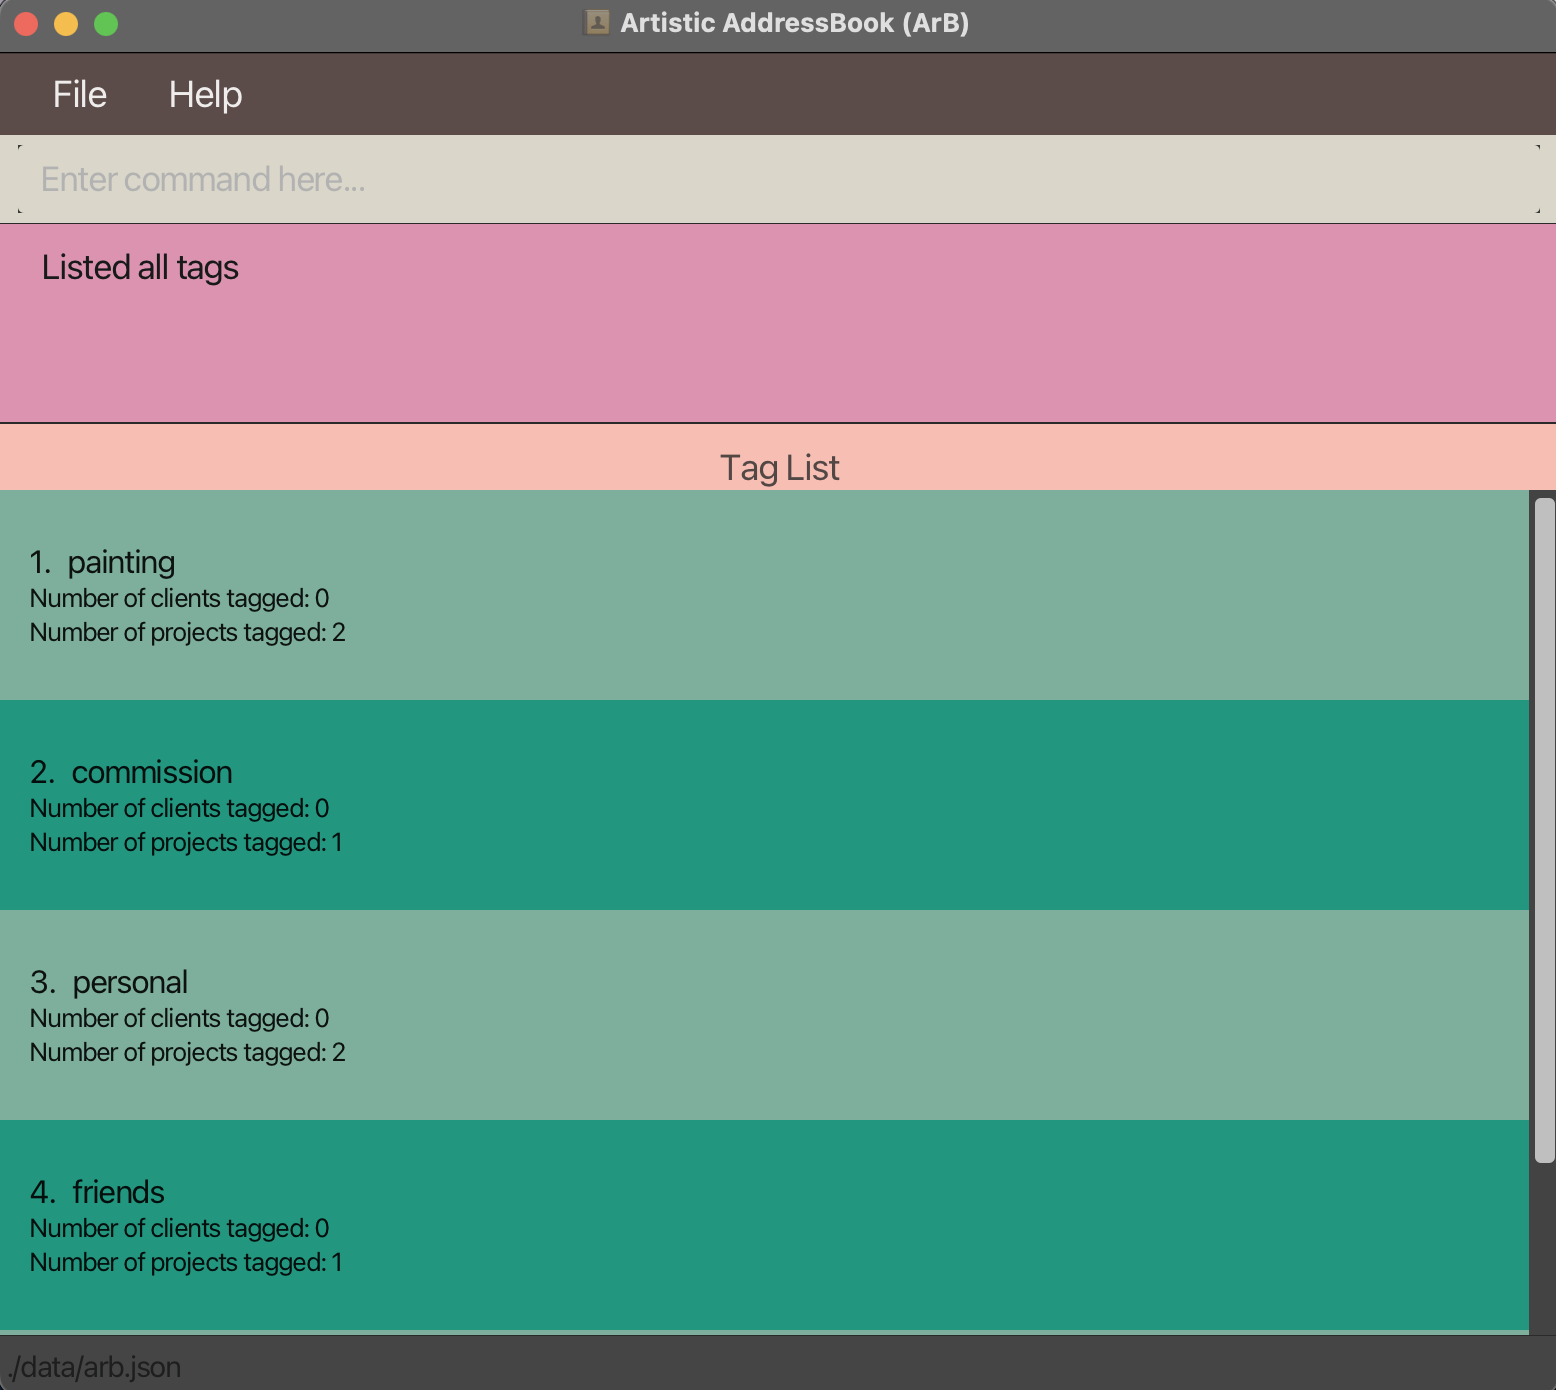 Artistic AddressBook (ArB)
File Help
Enter command here...
Listed all tags
Tag List
1. painting
Number of clients tagged: 0
Number of projects tagged: 2
2. commission
Number of clients tagged: 0
Number of projects tagged: 1
3. personal
Number of clients tagged: 0
Number of projects tagged: 2
4. friends
Number of clients tagged: 0
Number of projects tagged: 1
./data/arb.json